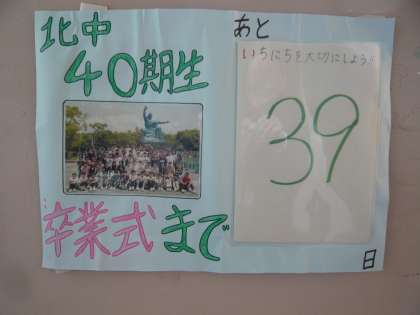 北中
40期生
卒業式まで
あと
いちにちを大切にしよう!!
39
日